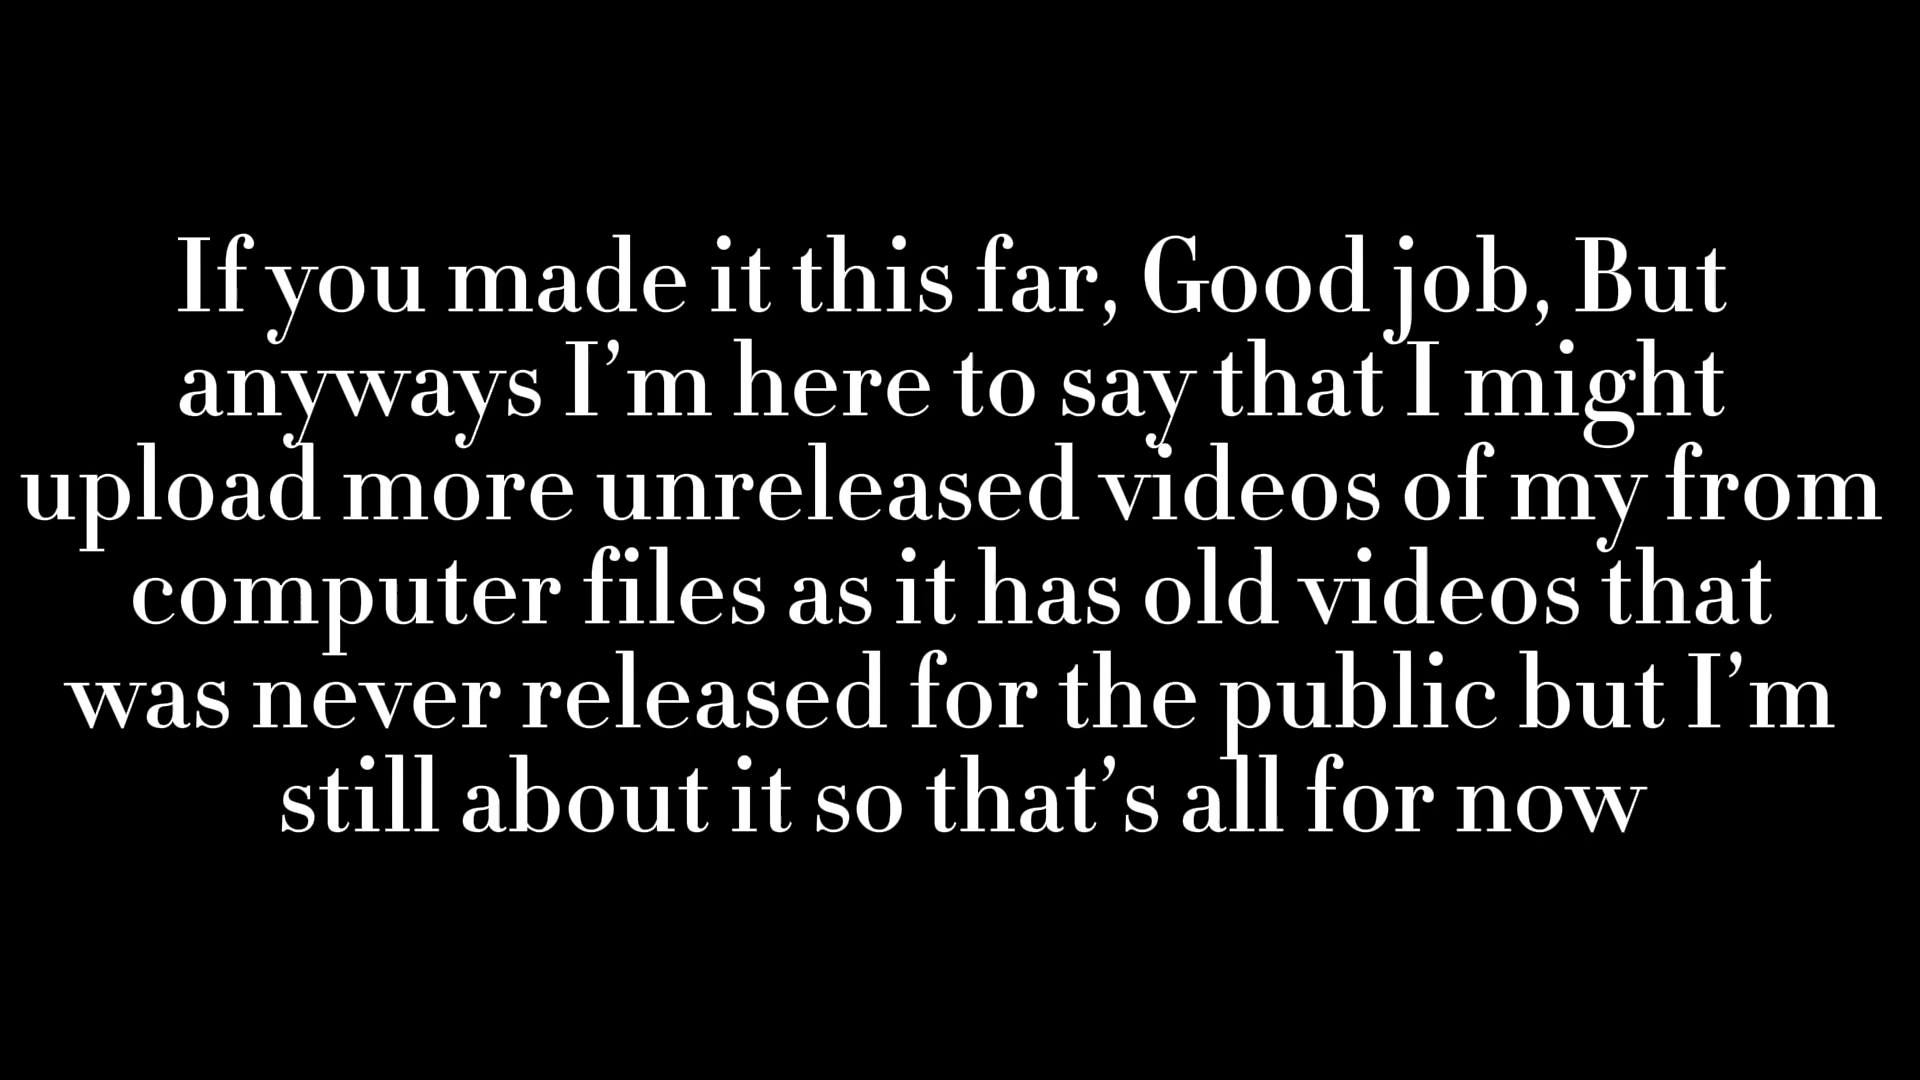 If you made it this far, Good job, But
anyways I’m here to say that I might
upload more unreleased videos of my from
computer files as it has old videos that
was never released for the public but I’m
still about it so that’s all for now